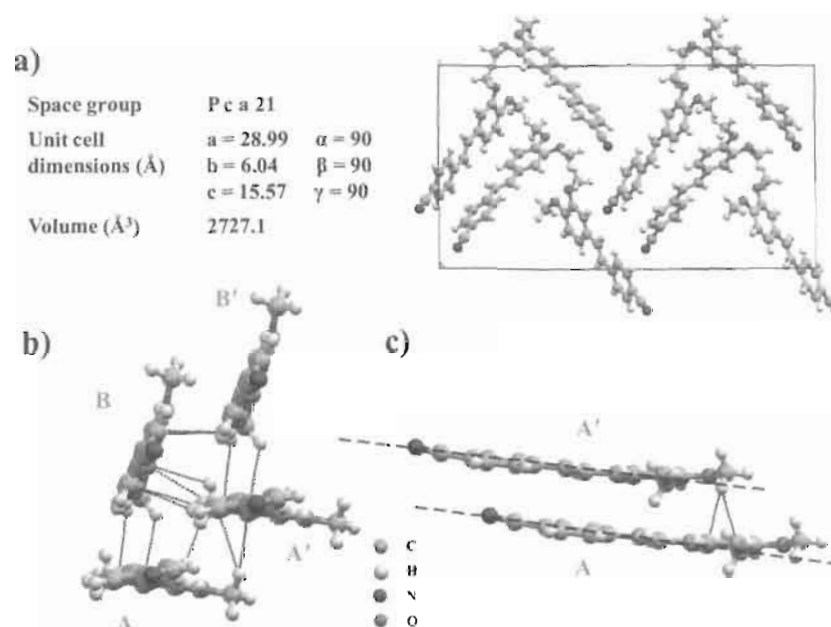 a)
Space group P c a 21
Unit cell a = 28.99 α = 90
dimensions (Å) b = 6.04 β = 90
c = 15.57 γ = 90
Volume (Å³) 2727.1
B'
b)
c)
B
A'
A'
C
H
N
O
A
A